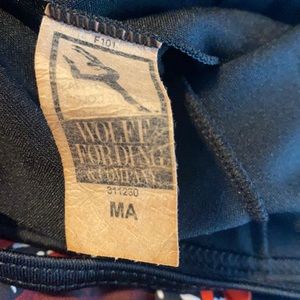 F101
WOLFF
FORDING
& COMPANY
311230
MA